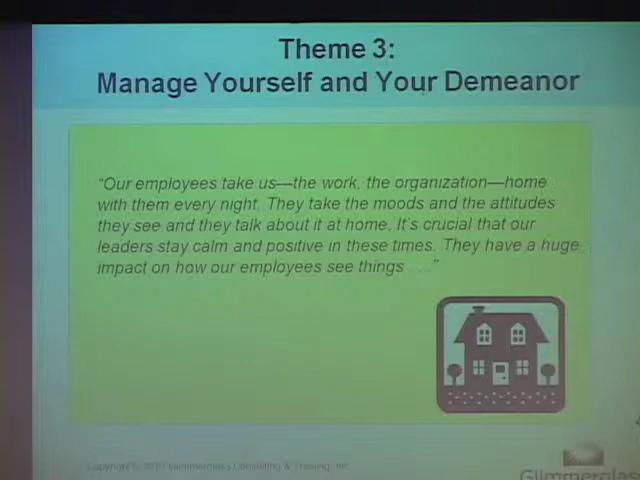 Theme 3:
Manage Yourself and Your Demeanor
"Our employees take us—the work, the organization—home
with them every night. They take the moods and the attitudes
they see and they talk about it at home. It's crucial that our
leaders stay calm and positive in these times. They have a huge
impact on how our employees see things . . ."
Copyright © 2010 Glimmerglass Consulting & Training, Inc.
Glimmerglass